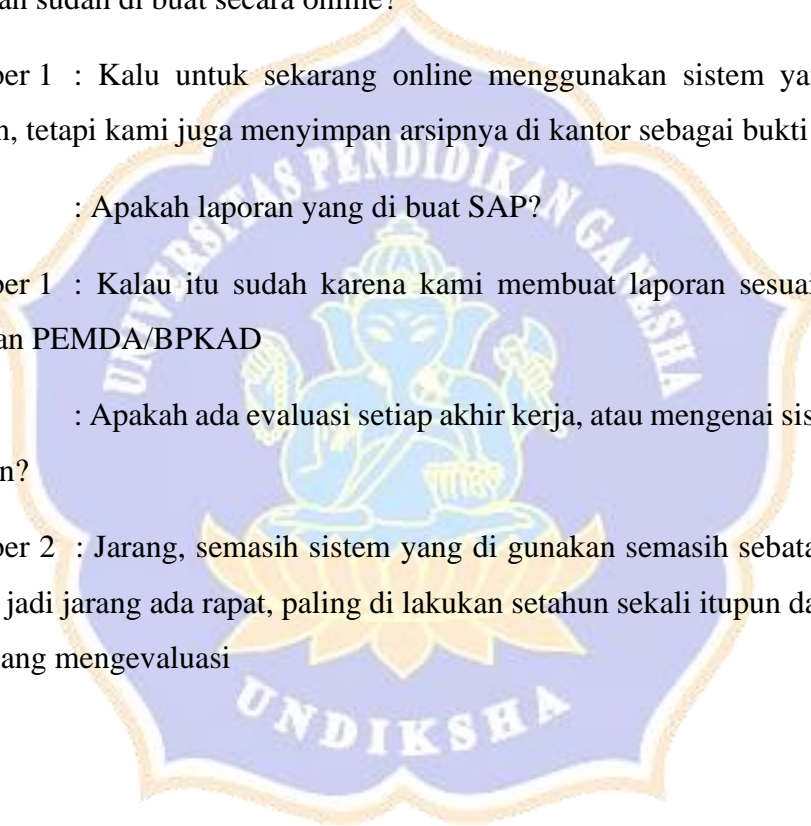 an sudah di buat secara online?
ber 1 : Kalu untuk sekarang online menggunakan sistem ya
n, tetapi kami juga menyimpan arsipnya di kantor sebagai bukti
: Apakah laporan yang di buat SAP?
ber 1 : Kalau itu sudah karena kami membuat laporan sesuai
an PEMDA/BPKAD
: Apakah ada evaluasi setiap akhir kerja, atau mengenai sis
n?
ber 2 : Jarang, semasih sistem yang di gunakan semasih sebata
jadi jarang ada rapat, paling di lakukan setahun sekali itupun da
ang mengevaluasi
UNIVERSITAS PENDIDIKAN GANESHA
UNDIKSHA